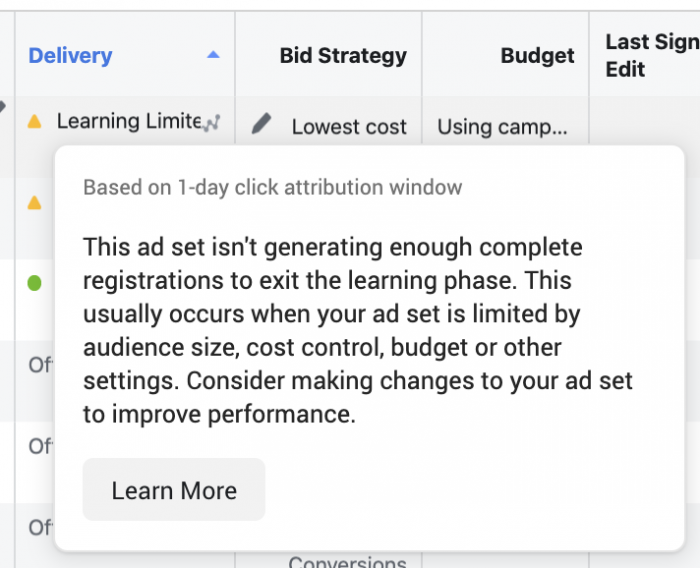 Delivery
Bid Strategy
Budget
Last Sign
Edit
Learning Limite
Lowest cost
Using camp...
Based on 1-day click attribution window
This ad set isn't generating enough complete
registrations to exit the learning phase. This
usually occurs when your ad set is limited by
audience size, cost control, budget or other
settings. Consider making changes to your ad set
to improve performance.
Learn More
Of
Of
Of
Conversions